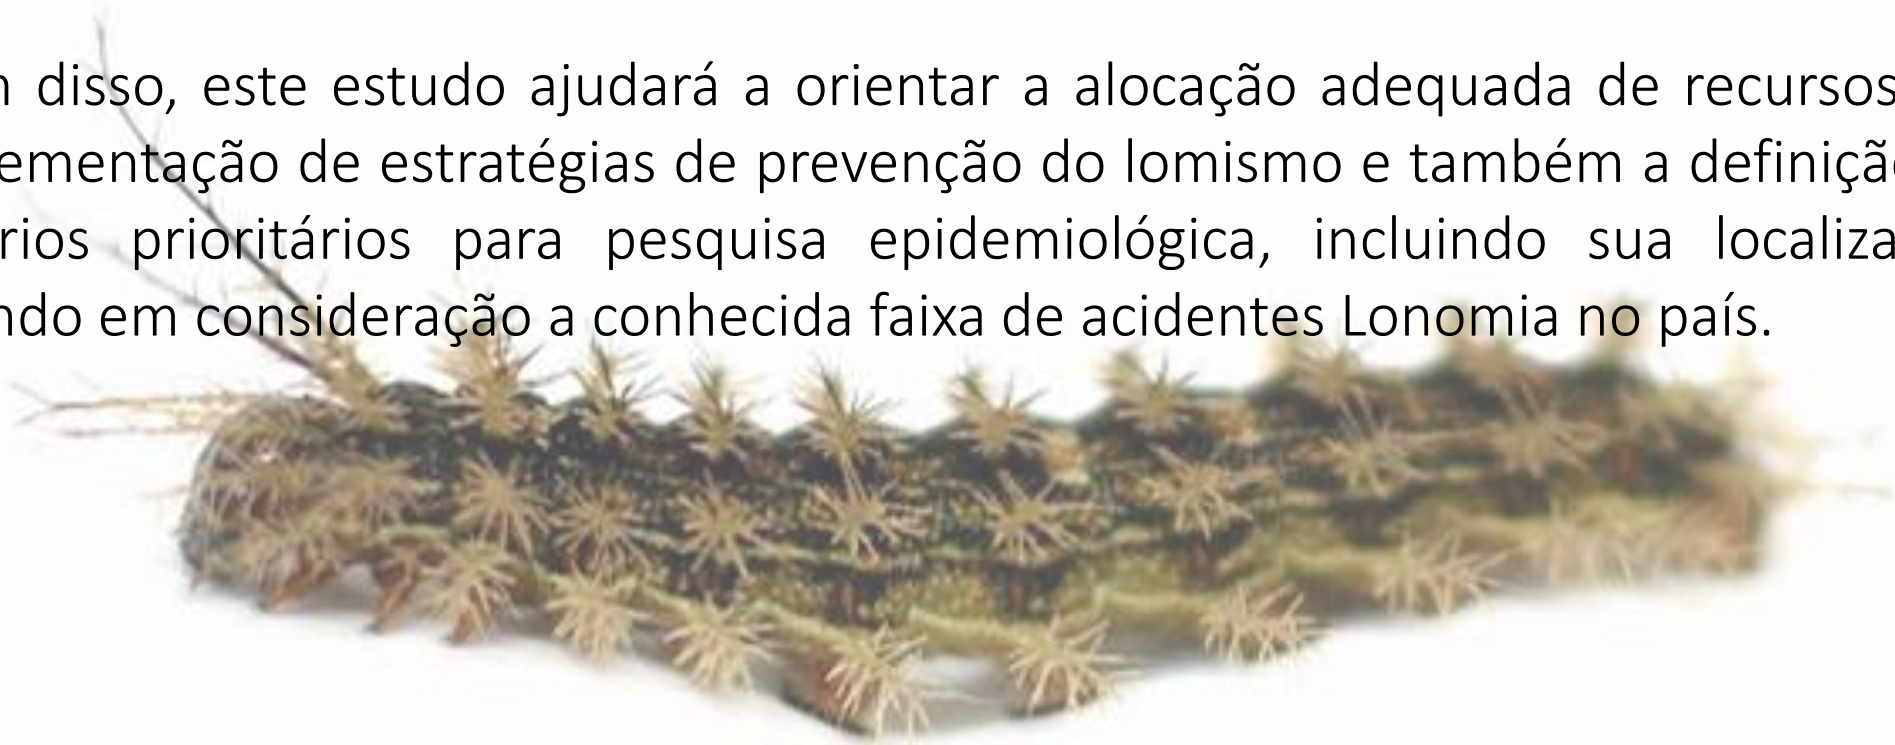 m disso, este estudo ajudará a orientar a alocação adequada de recursos
ementação de estratégias de prevenção do lomismo e também a definição
rios prioritários para pesquisa epidemiológica, incluindo sua localiza
ndo em consideração a conhecida faixa de acidentes Lonomia no país.